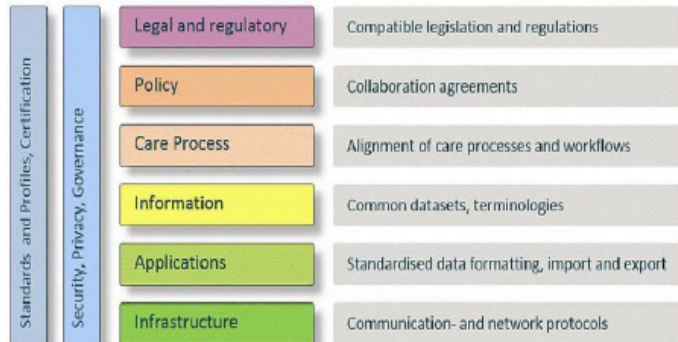 Standards and Profiles, Certification
Security, Privacy, Governance
Legal and regulatory
Compatible legislation and regulations
Policy
Collaboration agreements
Care Process
Alignment of care processes and workflows
Information
Common datasets, terminologies
Applications
Standardised data formatting, import and export
Infrastructure
Communication- and network protocols